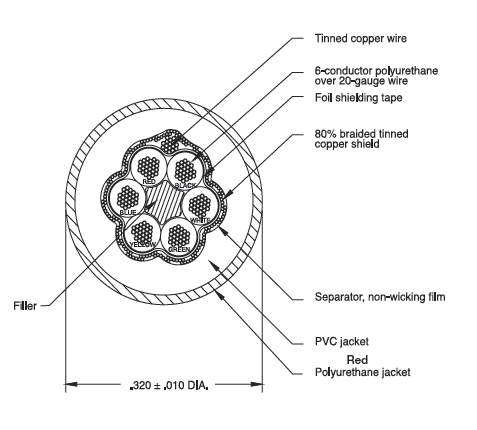 Tinned copper wire
6-conductor polyurethane
over 20-gauge wire
Foil shielding tape
80% braided tinned
copper shield
RED
BLACK
BLUE
WHITE
YELLOW
GREEN
Separator, non-wicking film
Filler
PVC jacket
Red
Polyurethane jacket
.320 ± .010 DIA.